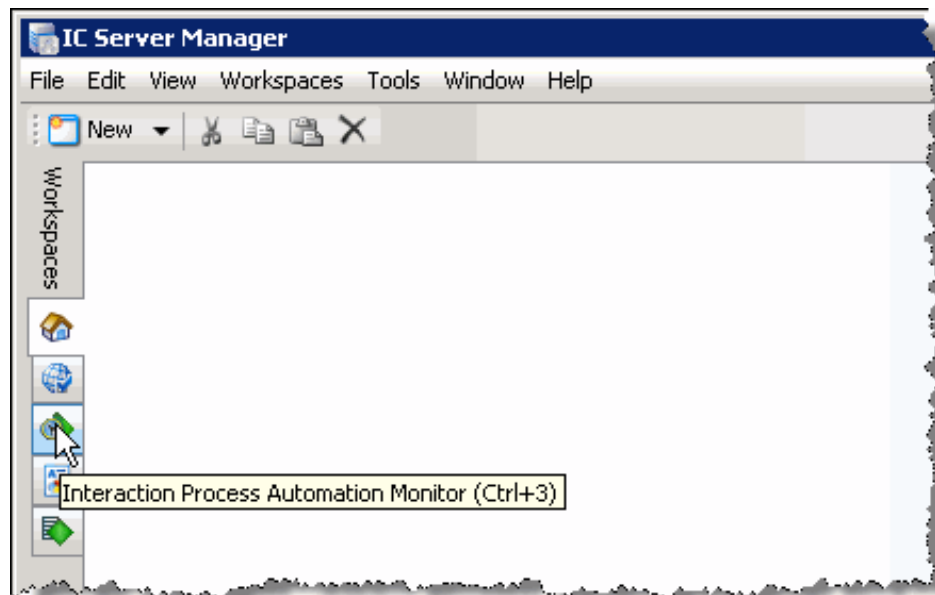 IC Server Manager
File Edit View Workspaces Tools Window Help
New
Workspaces
Interaction Process Automation Monitor (Ctrl+3)